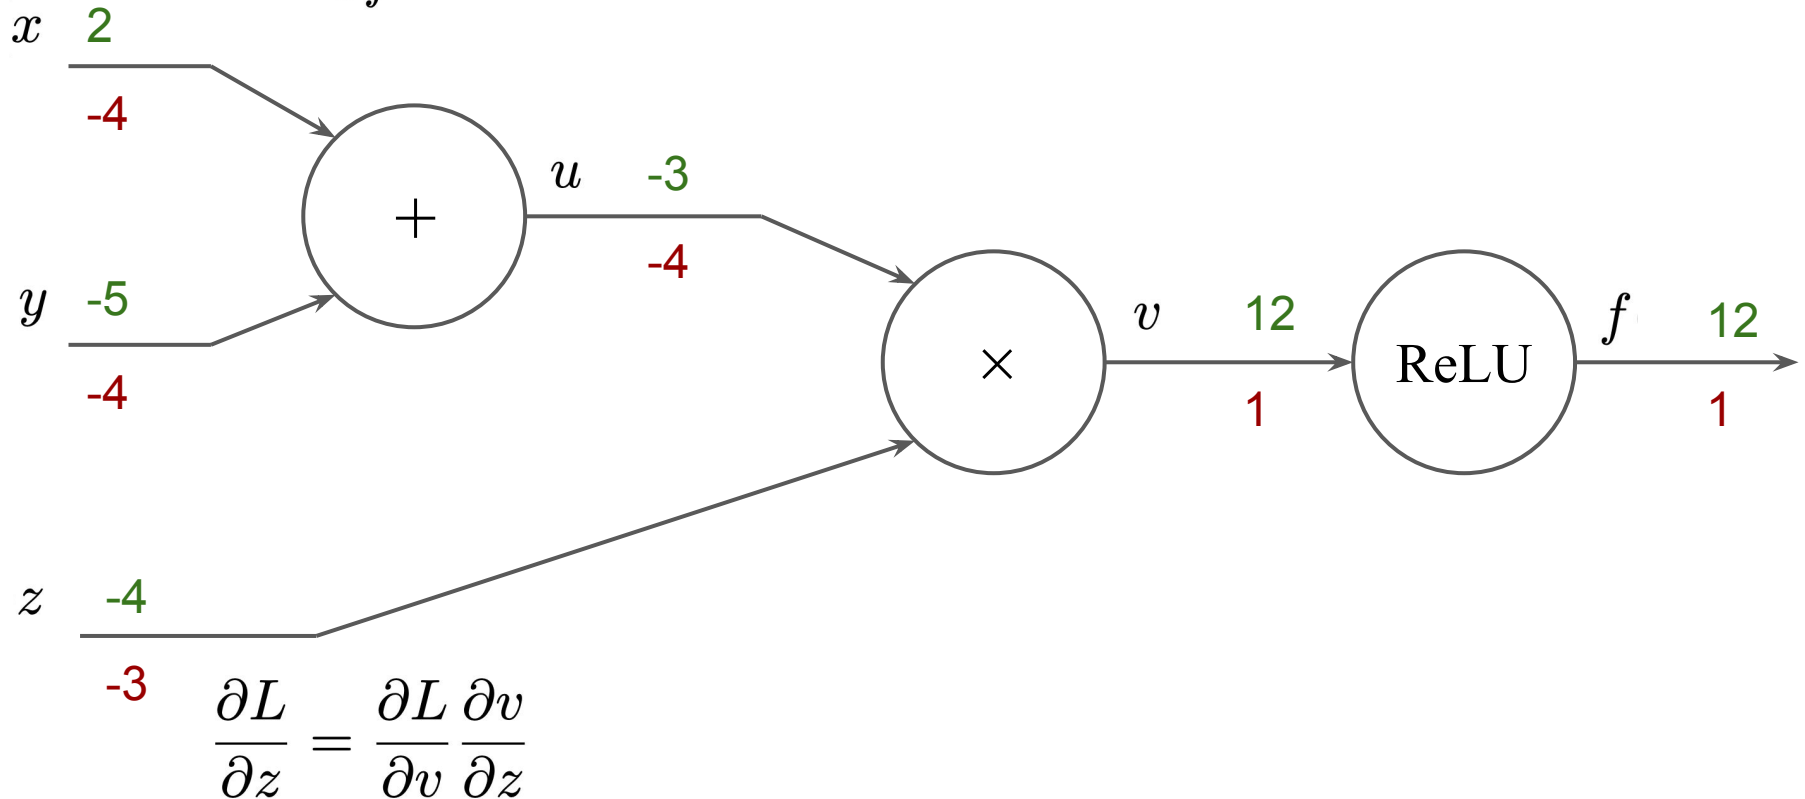 x 2
-4
+
u -3
-4
y -5
-4
×
v 12
1
ReLU
f 12
1
z -4
-3
∂L/∂z = ∂L/∂v ∂v/∂z